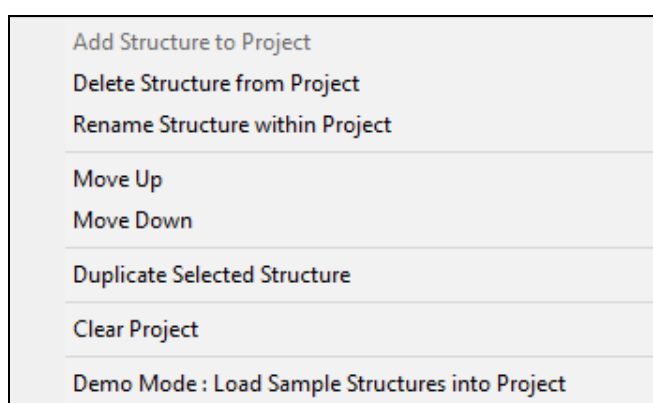 Add Structure to Project
Delete Structure from Project
Rename Structure within Project
Move Up
Move Down
Duplicate Selected Structure
Clear Project
Demo Mode : Load Sample Structures into Project